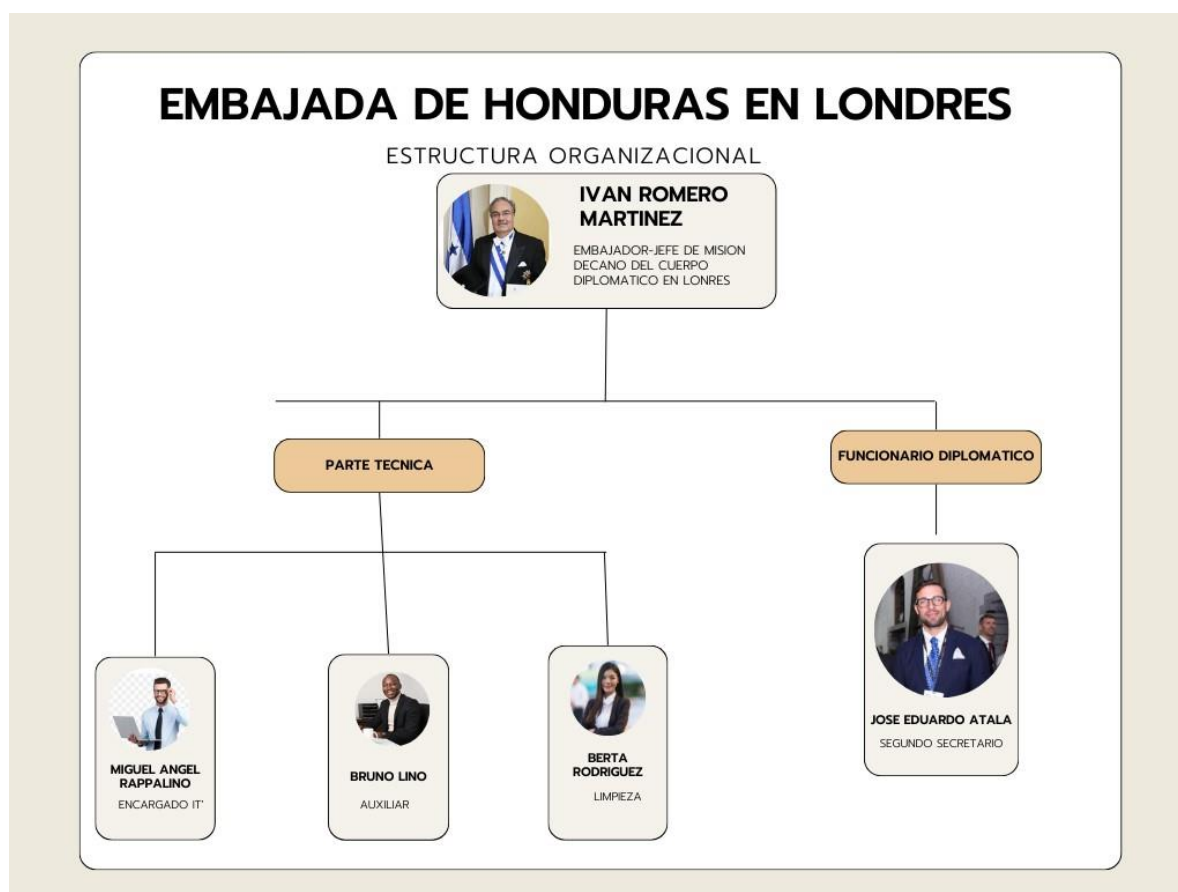 EMBAJADA DE HONDURAS EN LONDRES
ESTRUCTURA ORGANIZACIONAL
IVAN ROMERO
MARTINEZ
EMBAJADOR-JEFE DE MISION
DECANO DEL CUERPO
DIPLOMATICO EN LONRES
PARTE TECNICA
FUNCIONARIO DIPLOMATICO
MIGUEL ANGEL
RAPPALINO
ENCARGADO IT'
BRUNO LINO
AUXILIAR
BERTA
RODRIGUEZ
LIMPIEZA
JOSE EDUARDO ATALA
SEGUNDO SECRETARIO